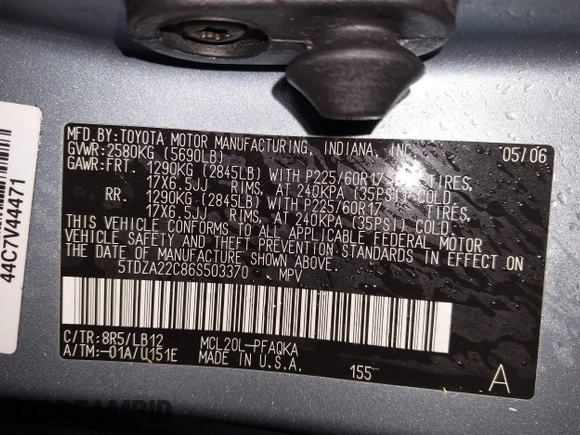 MFD.BY: TOYOTA MOTOR MANUFACTURING, INDIANA, INC. 05/06
GVWR: 2580KG (5690LB)
GAWR: FRT. 1290KG (2845LB) WITH P225/60R17 TIRES,
17X6.5JJ RIMS, AT 240KPA (35PSI) COLD.
RR. 1290KG (2845LB) WITH P225/60R17 TIRES,
17X6.5JJ RIMS, AT 240KPA (35PSI) COLD.
THIS VEHICLE CONFORMS TO ALL APPLICABLE FEDERAL MOTOR
VEHICLE SAFETY AND THEFT PREVENTION STANDARDS IN EFFECT ON
THE DATE OF MANUFACTURE SHOWN ABOVE.
5TDZA22C86S503370 MPV
C/TR: 8R5/LB12 MCL20L-PFAQKA
A/TM: -01A/U151E MADE IN U.S.A. 155 A
44C7V44471